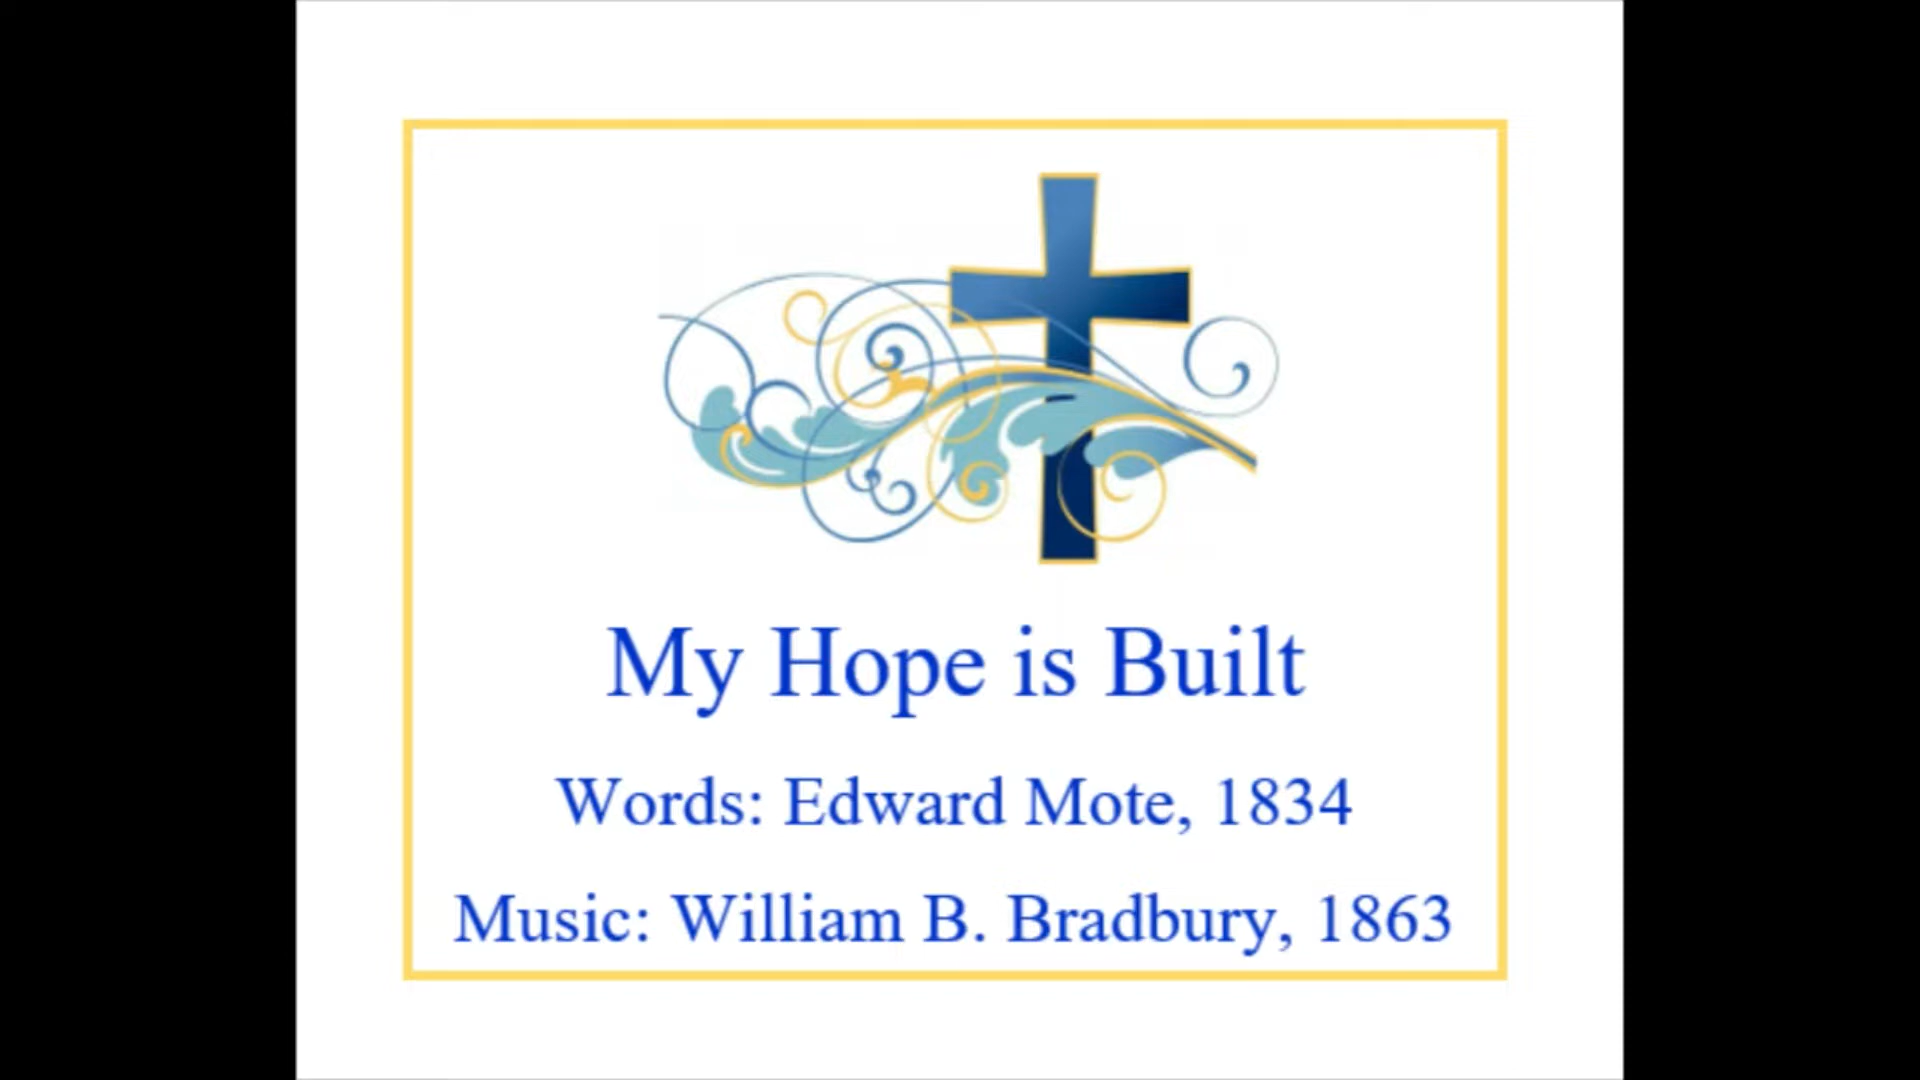 My Hope is Built
Words: Edward Mote, 1834
Music: William B. Bradbury, 1863